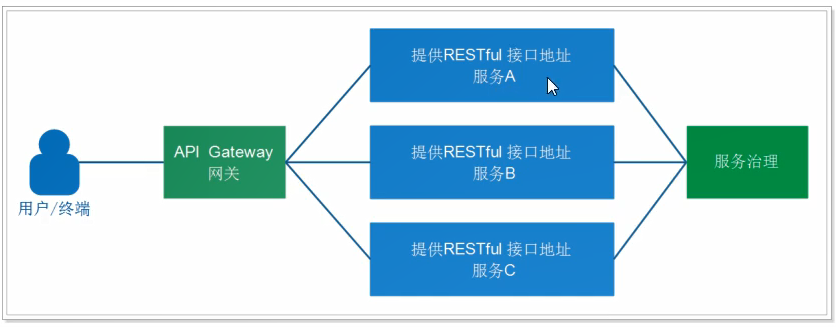 用户/终端
API Gateway
网关
提供RESTful 接口地址
服务A
提供RESTful 接口地址
服务B
提供RESTful 接口地址
服务C
服务治理